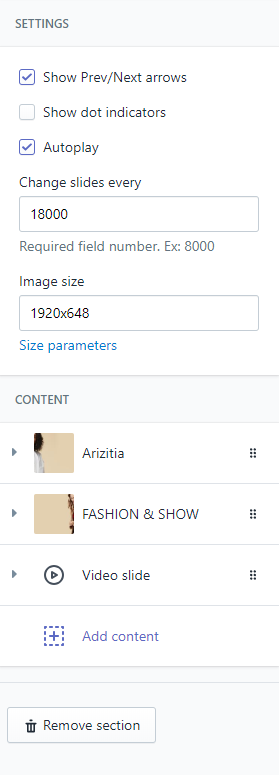 SETTINGS
Show Prev/Next arrows
Show dot indicators
Autoplay
Change slides every
18000
Required field number. Ex: 8000
Image size
1920x648
Size parameters
CONTENT
Arizitia
FASHION & SHOW
Video slide
Add content
Remove section